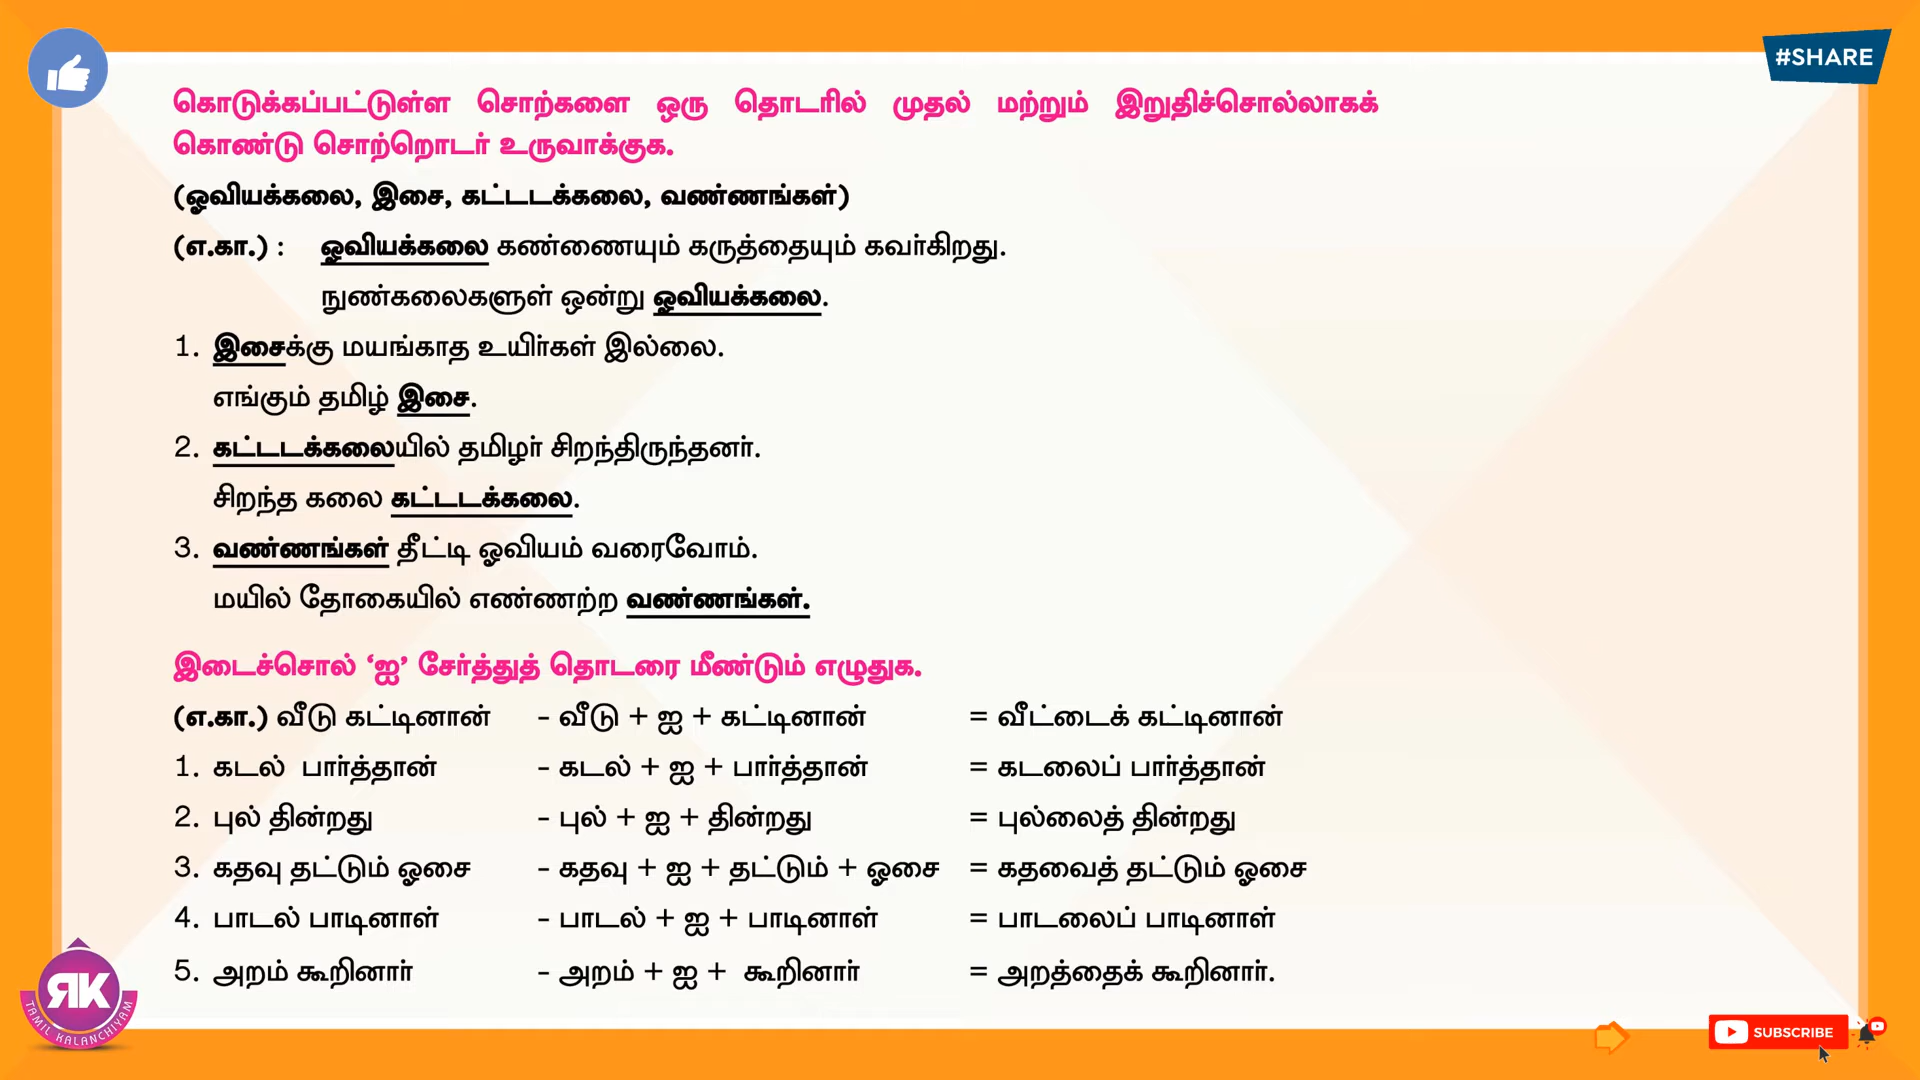 #SHARE
கொடுக்கப்பட்டுள்ள சொற்களை ஒரு தொடரில் முதல் மற்றும் இறுதிச்சொல்லாகக்
கொண்டு சொற்றொடர் உருவாக்குக.
(ஓவியக்கலை, இசை, கட்டடக்கலை, வண்ணங்கள்)
(எ.கா.) : ஓவியக்கலை கண்ணையும் கருத்தையும் கவர்கிறது.
நுண்கலைகளுள் ஒன்று ஓவியக்கலை.
1. இசைக்கு மயங்காத உயிர்கள் இல்லை.
எங்கும் தமிழ் இசை.
2. கட்டடக்கலையில் தமிழர் சிறந்திருந்தனர்.
சிறந்த கலை கட்டடக்கலை.
3. வண்ணங்கள் தீட்டி ஓவியம் வரைவோம்.
மயில் தோகையில் எண்ணற்ற வண்ணங்கள்.
இடைச்சொல் ‘ஐ’ சேர்த்துத் தொடரை மீண்டும் எழுதுக.
(எ.கா.) வீடு கட்டினான் - வீடு + ஐ + கட்டினான் = வீட்டைக் கட்டினான்
1. கடல் பார்த்தான் - கடல் + ஐ + பார்த்தான் = கடலைப் பார்த்தான்
2. புல் தின்றது - புல் + ஐ + தின்றது = புல்லைத் தின்றது
3. கதவு தட்டும் ஓசை - கதவு + ஐ + தட்டும் + ஓசை = கதவைத் தட்டும் ஓசை
4. பாடல் பாடினாள் - பாடல் + ஐ + பாடினாள் = பாடலைப் பாடினாள்
5. அறம் கூறினார் - அறம் + ஐ + கூறினார் = அறத்தைக் கூறினார்.
RK
TAMIL KALANCHIYAM
SUBSCRIBE